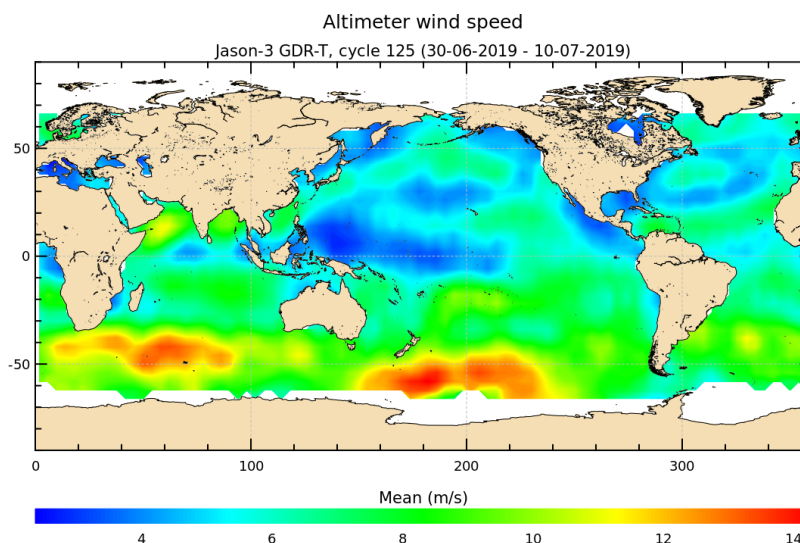 Altimeter wind speed
Jason-3 GDR-T, cycle 125 (30-06-2019 - 10-07-2019)
50
0
-50
0 100 200 300
Mean (m/s)
4 6 8 10 12 14